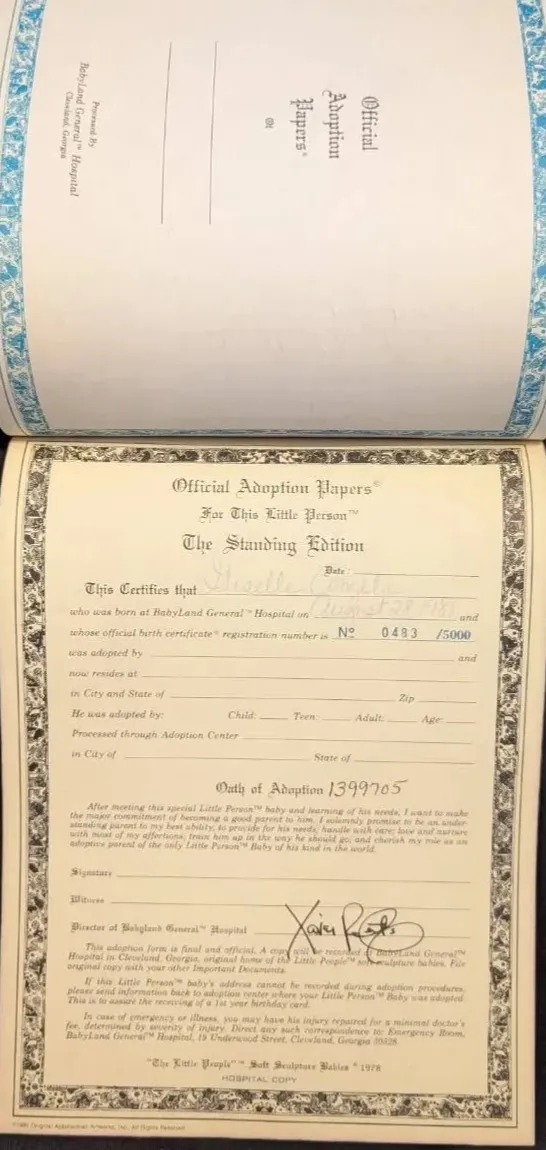 Official
Adoption
Papers®
Of
Processed By
BabyLand General™ Hospital
Cleveland, Georgia
Official Adoption Papers©
For This Little Person™
The Standing Edition
Date:
This Certifies that Giselle
who was born at BabyLand General™ Hospital on August 28 1981 and
whose official birth certificate® registration number is Nº 0483 /5000
was adopted by and
now resides at
in City and State of Zip
He was adopted by: Child: Teen: Adult: Age:
Processed through Adoption Center
in City of State of
Oath of Adoption 1399705
After meeting this special Little Person™ baby and learning of his needs, I want to make
the major commitment of becoming a good parent to him. I solemnly promise to be an under-
standing parent to my best ability; to provide for his needs; handle with care; love and nurture
with most of my affections; train him up in the way he should go; and cherish my role as an
adoptive parent of the only Little Person™ Baby of his kind in the world.
Signature
Witness
Director of Babyland General™ Hospital Xavier Roberts
This adoption form is final and official. A copy will be recorded at BabyLand General™
Hospital in Cleveland, Georgia, original home of the Little People™ soft sculpture babies. File
original copy with your other Important Documents.
If this Little Person™ baby's address cannot be recorded during adoption procedures,
please send information back to adoption center where your Little Person™ Baby was adopted.
This is to assure the receiving of a 1st year birthday card.
In case of emergency or illness, you may have his injury repaired for a minimal doctor's
fee, determined by severity of injury. Direct any such correspondence to: Emergency Room,
BabyLand General™ Hospital, 19 Underwood Street, Cleveland, Georgia 30528.
"The Little People"™ Soft Sculpture Babies © 1978
HOSPITAL COPY
Original Appalachian Artworks, Inc. All Rights Reserved